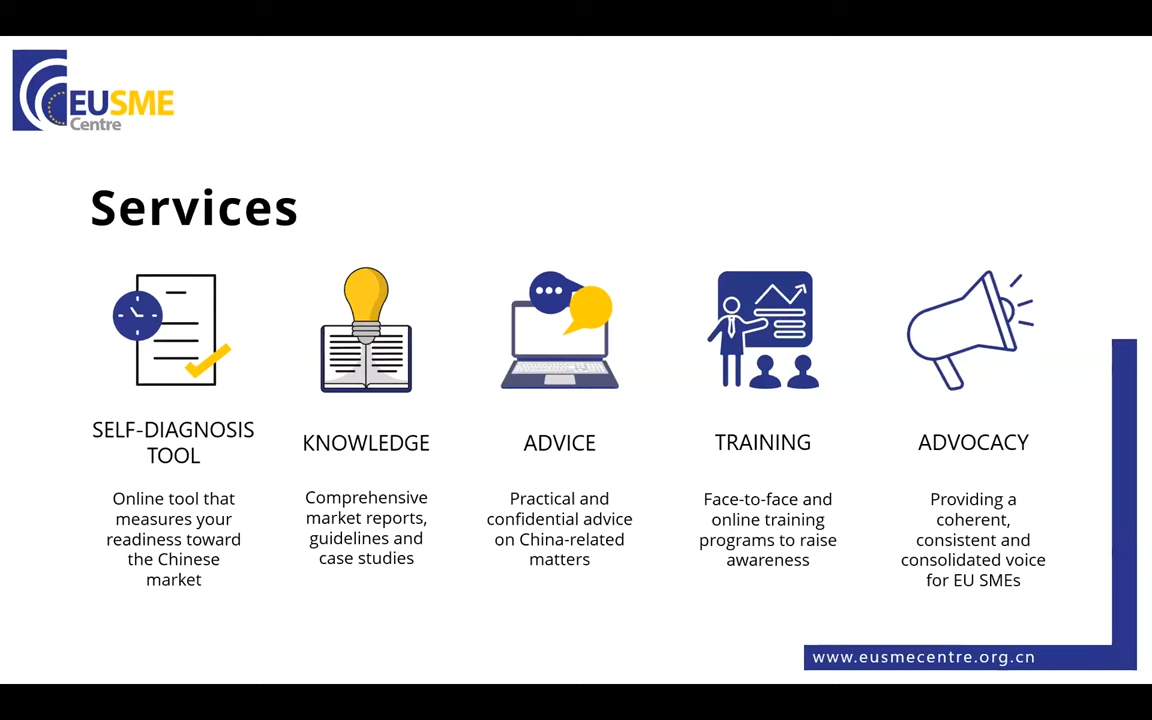 EUSME
Centre
Services
SELF-DIAGNOSIS
TOOL
Online tool that
measures your
readiness toward
the Chinese
market
KNOWLEDGE
Comprehensive
market reports,
guidelines and
case studies
ADVICE
Practical and
confidential advice
on China-related
matters
TRAINING
Face-to-face and
online training
programs to raise
awareness
ADVOCACY
Providing a
coherent,
consistent and
consolidated voice
for EU SMEs
www.eusmecentre.org.cn